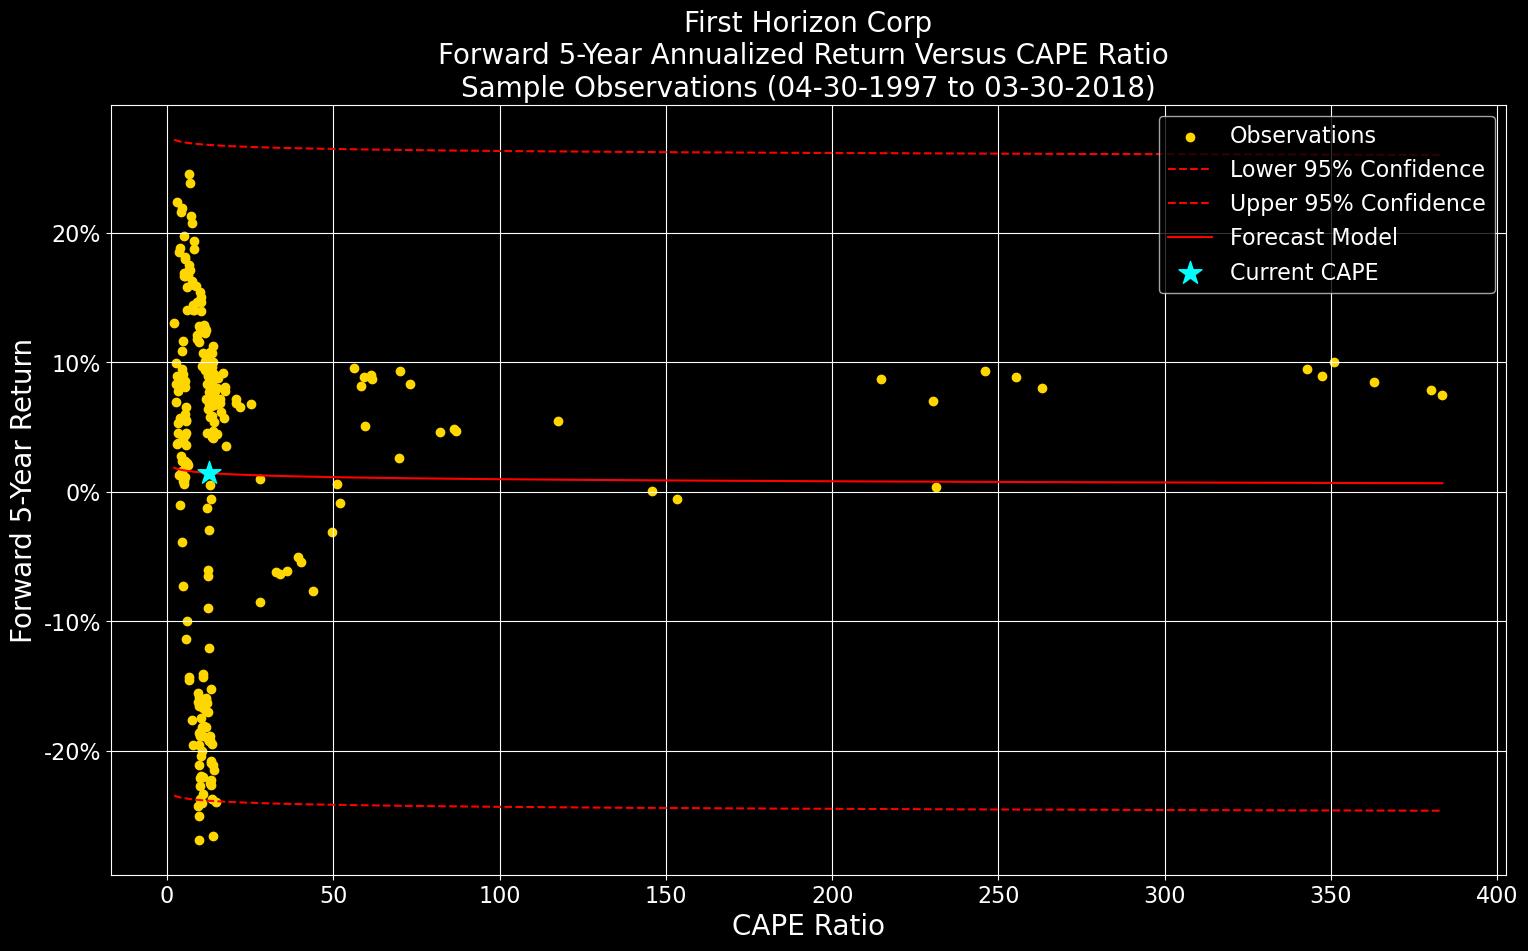 First Horizon Corp
Forward 5-Year Annualized Return Versus CAPE Ratio
Sample Observations (04-30-1997 to 03-30-2018)
Observations
Lower 95% Confidence
Upper 95% Confidence
Forecast Model
Current CAPE
Forward 5-Year Return
20%
10%
0%
-10%
-20%
0 50 100 150 200 250 300 350 400
CAPE Ratio